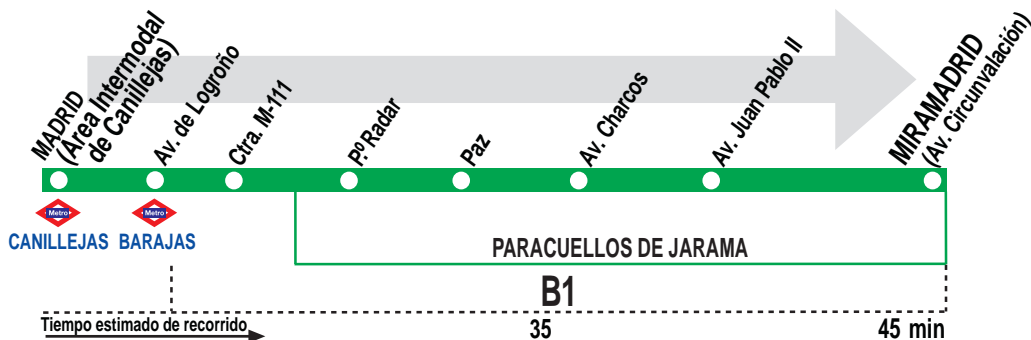 MADRID
(Área Intermodal
de Canillejas)
Av. de Logroño
Ctra. M-111
Pº Radar
Paz
Av. Charcos
Av. Juan Pablo II
MIRAMADRID
(Av. Circunvalación)
Metro
Metro
CANILLEJAS
BARAJAS
PARACUELLOS DE JARAMA
B1
Tiempo estimado de recorrido
35
45 min